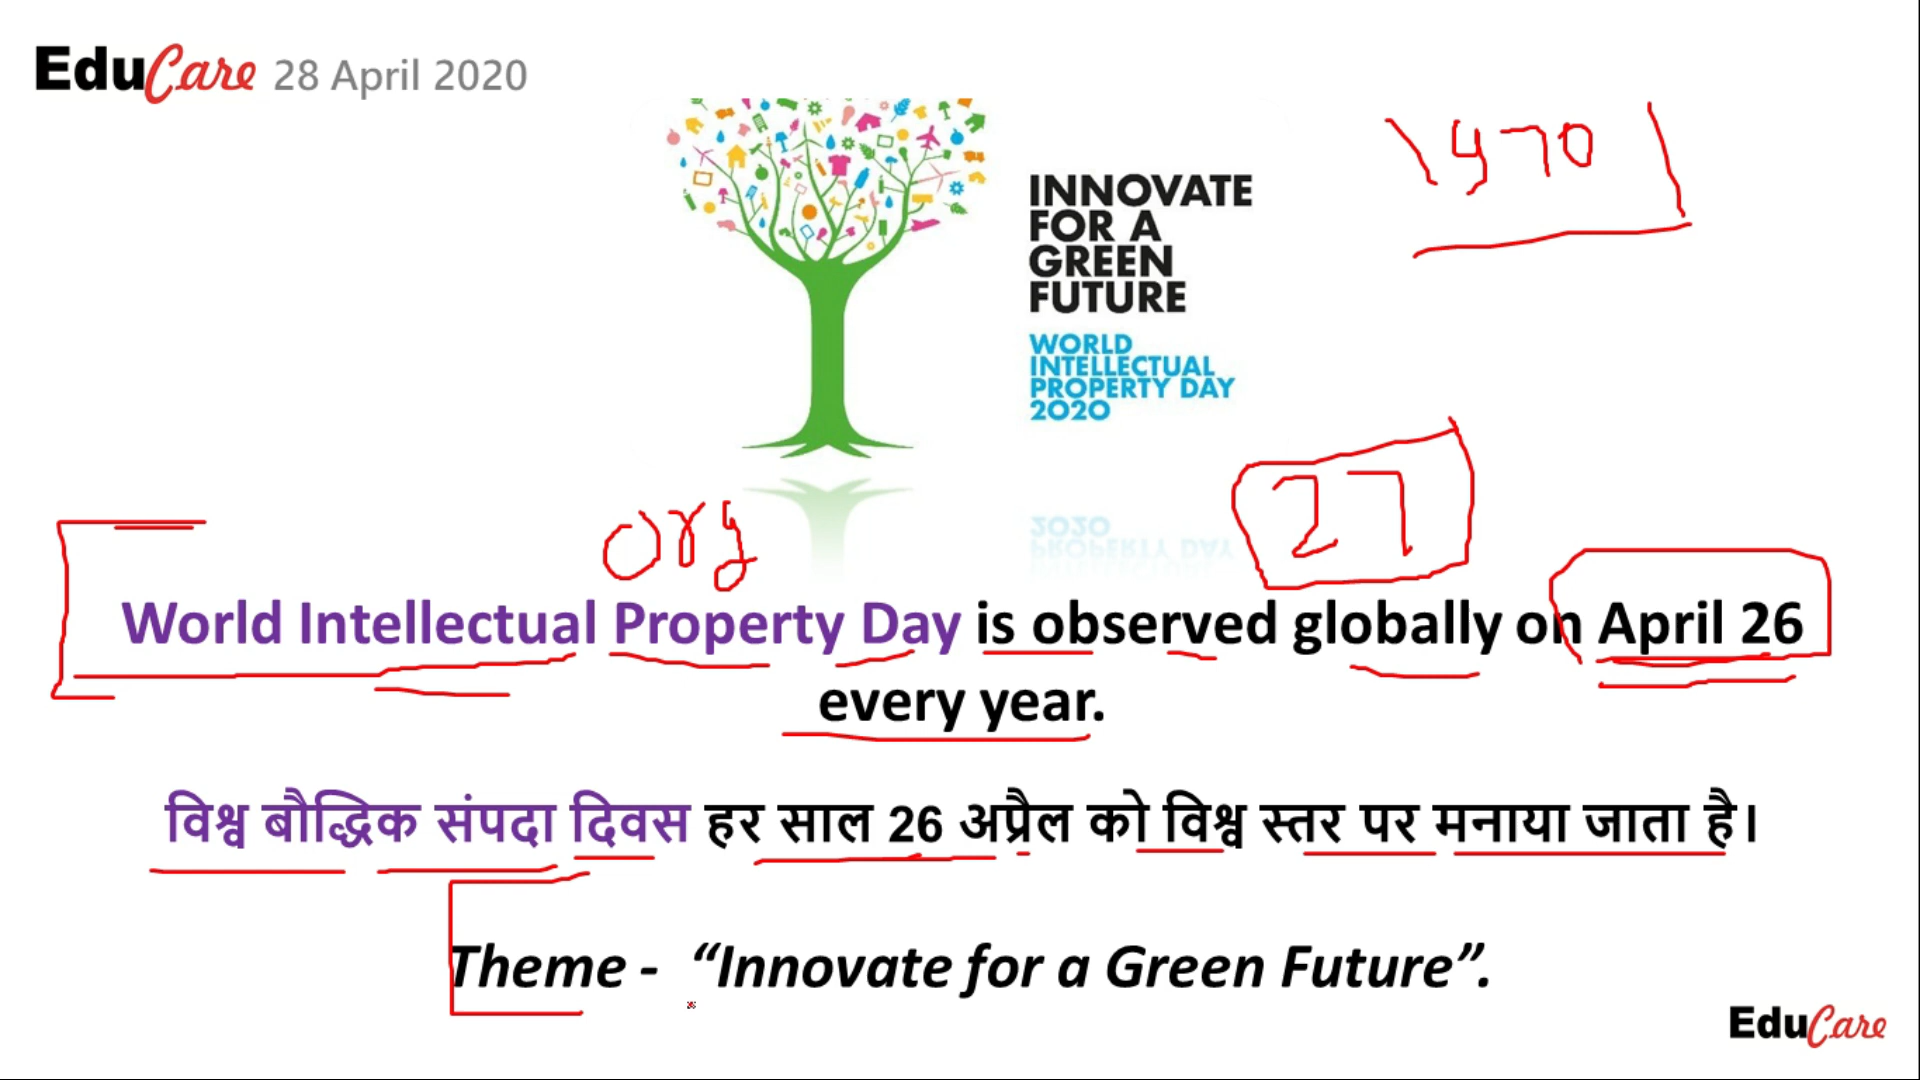 EduCare 28 April 2020
1970
INNOVATE
FOR A
GREEN
FUTURE
WORLD
INTELLECTUAL
PROPERTY DAY
2020
27
org
World Intellectual Property Day is observed globally on April 26
every year.
विश्व बौद्धिक संपदा दिवस हर साल 26 अप्रैल को विश्व स्तर पर मनाया जाता है।
Theme - “Innovate for a Green Future”.
EduCare